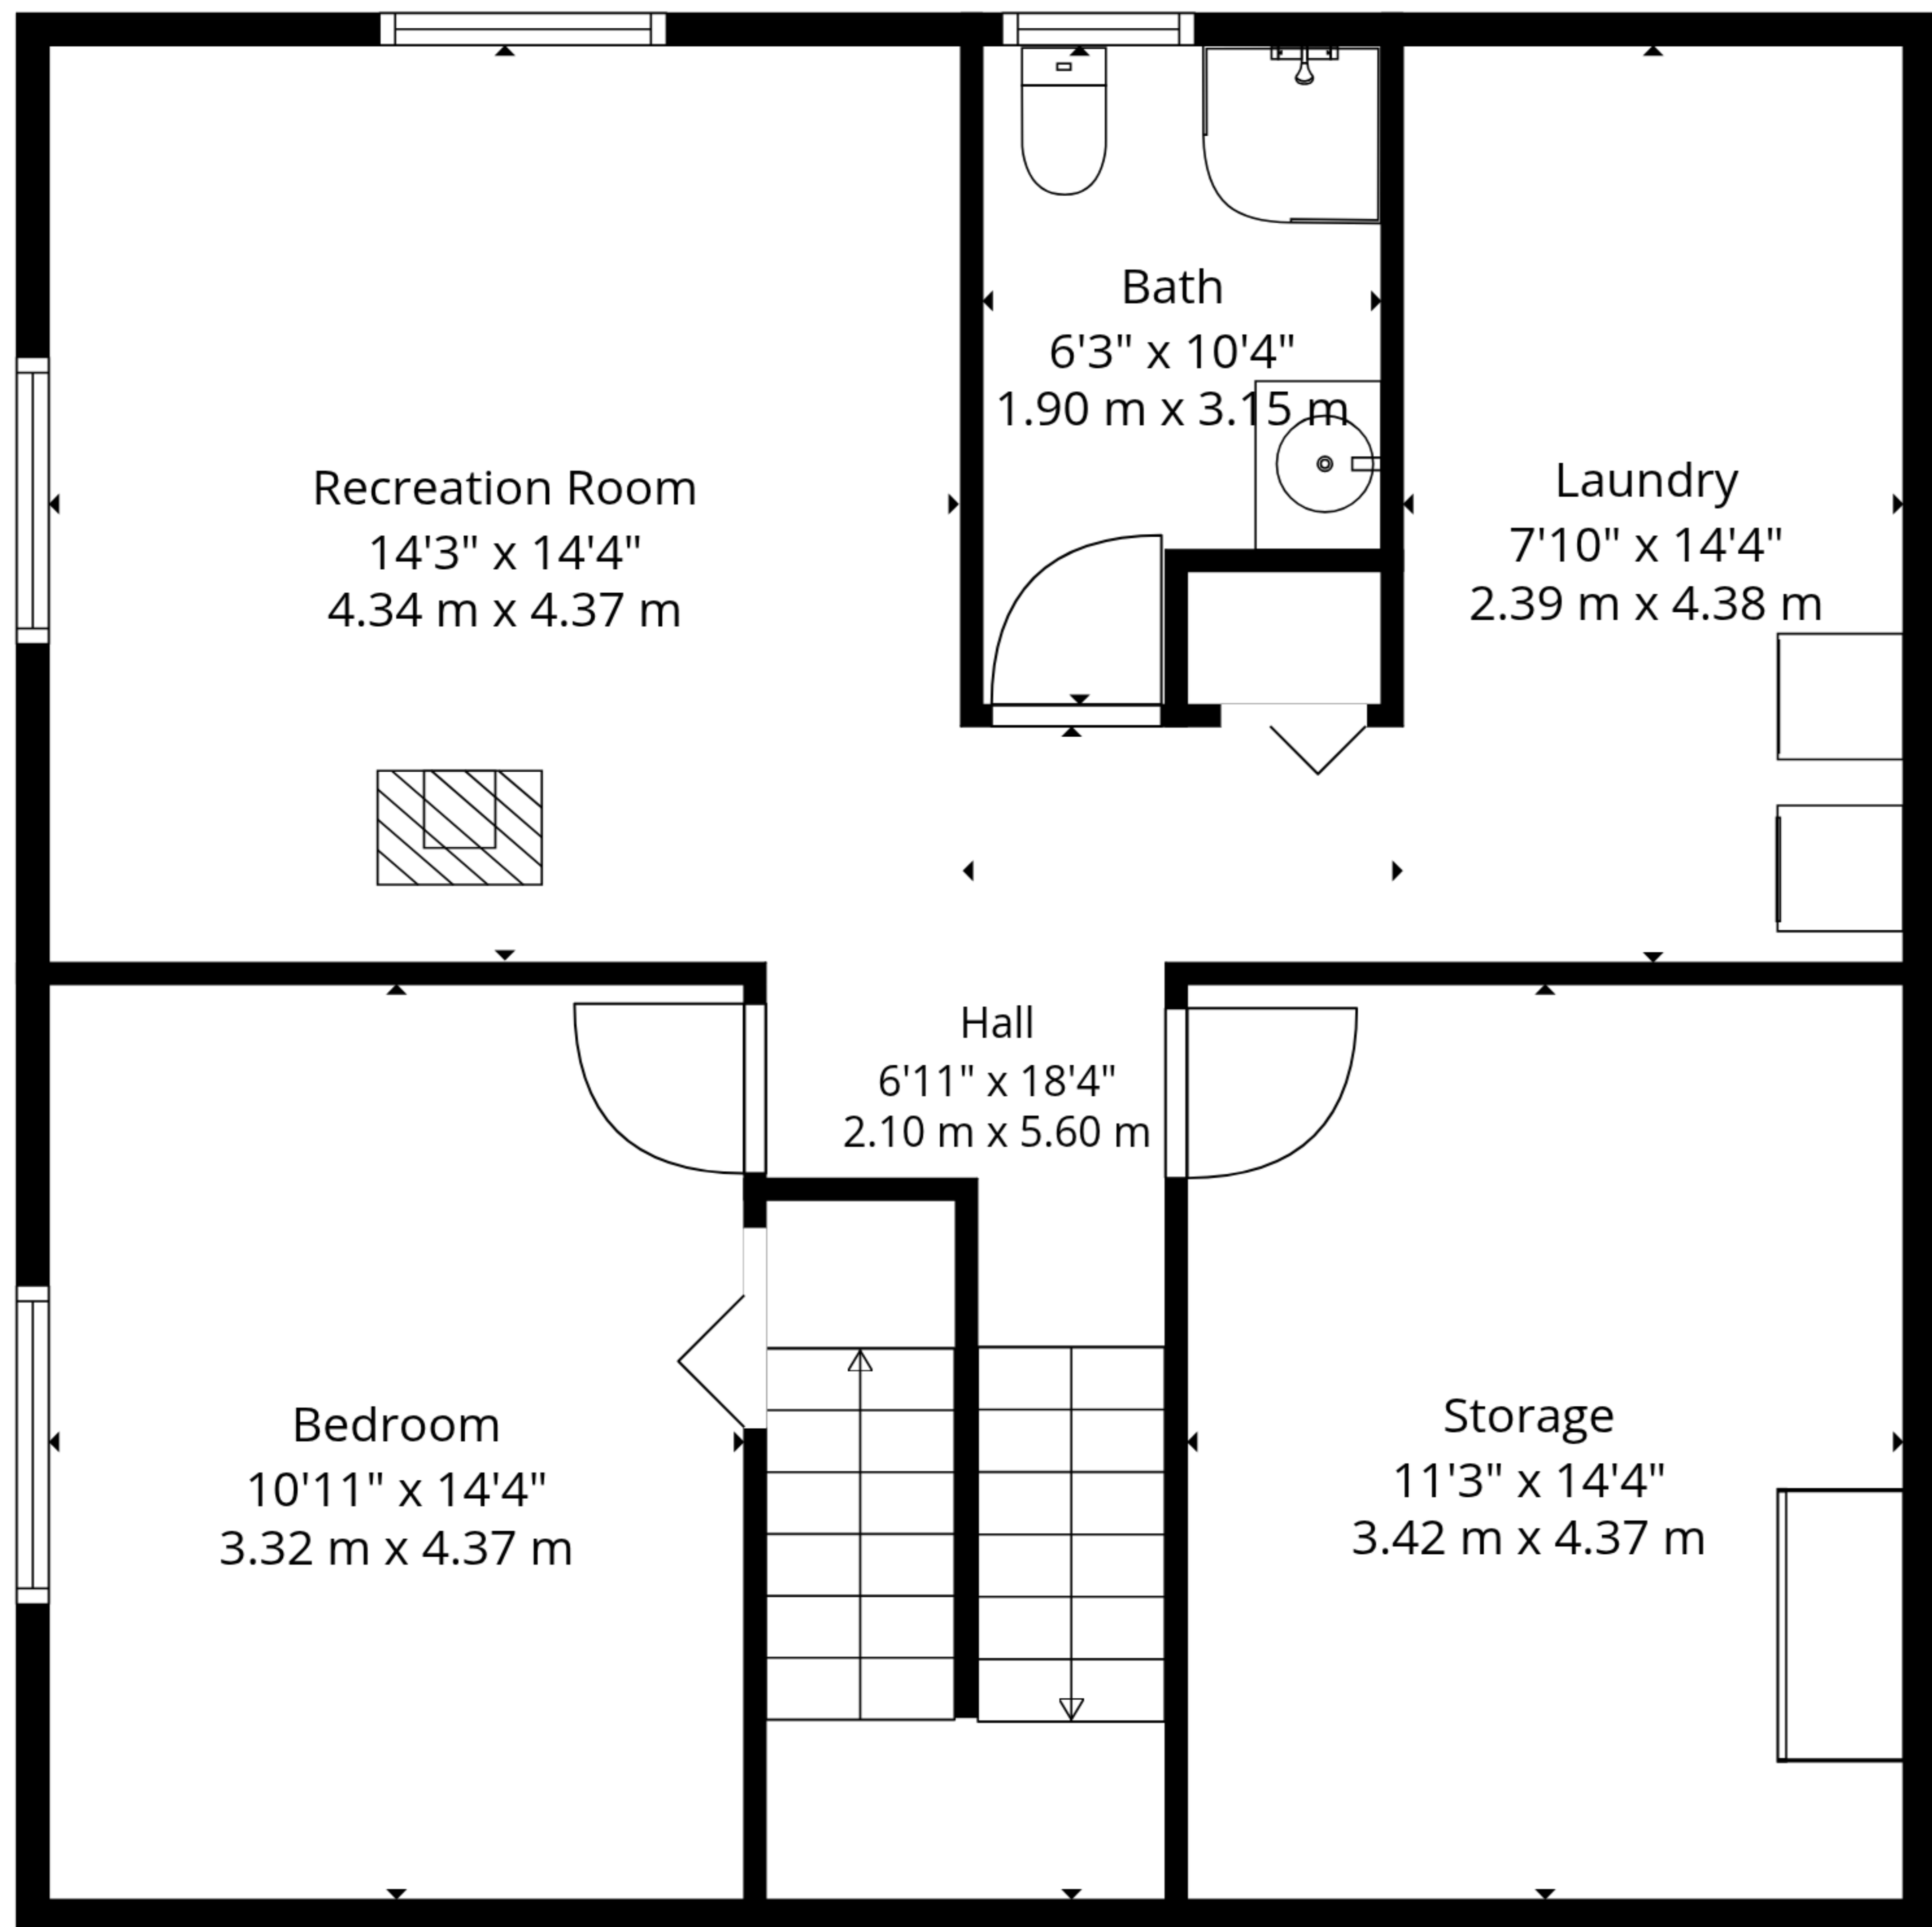 Bath
6'3" x 10'4"
1.90 m x 3.15 m
Recreation Room
14'3" x 14'4"
4.34 m x 4.37 m
Laundry
7'10" x 14'4"
2.39 m x 4.38 m
Hall
6'11" x 18'4"
2.10 m x 5.60 m
Bedroom
10'11" x 14'4"
3.32 m x 4.37 m
Storage
11'3" x 14'4"
3.42 m x 4.37 m